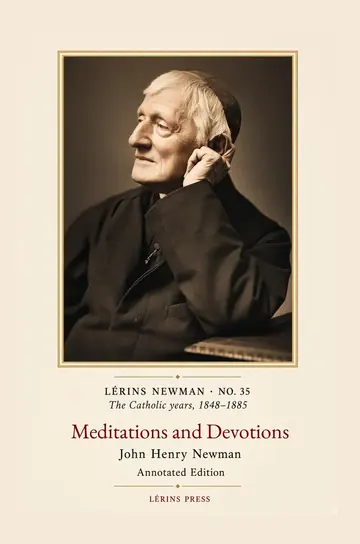 LÉRINS NEWMAN · NO. 35
The Catholic years, 1848–1885
Meditations and Devotions
John Henry Newman
Annotated Edition
LÉRINS PRESS